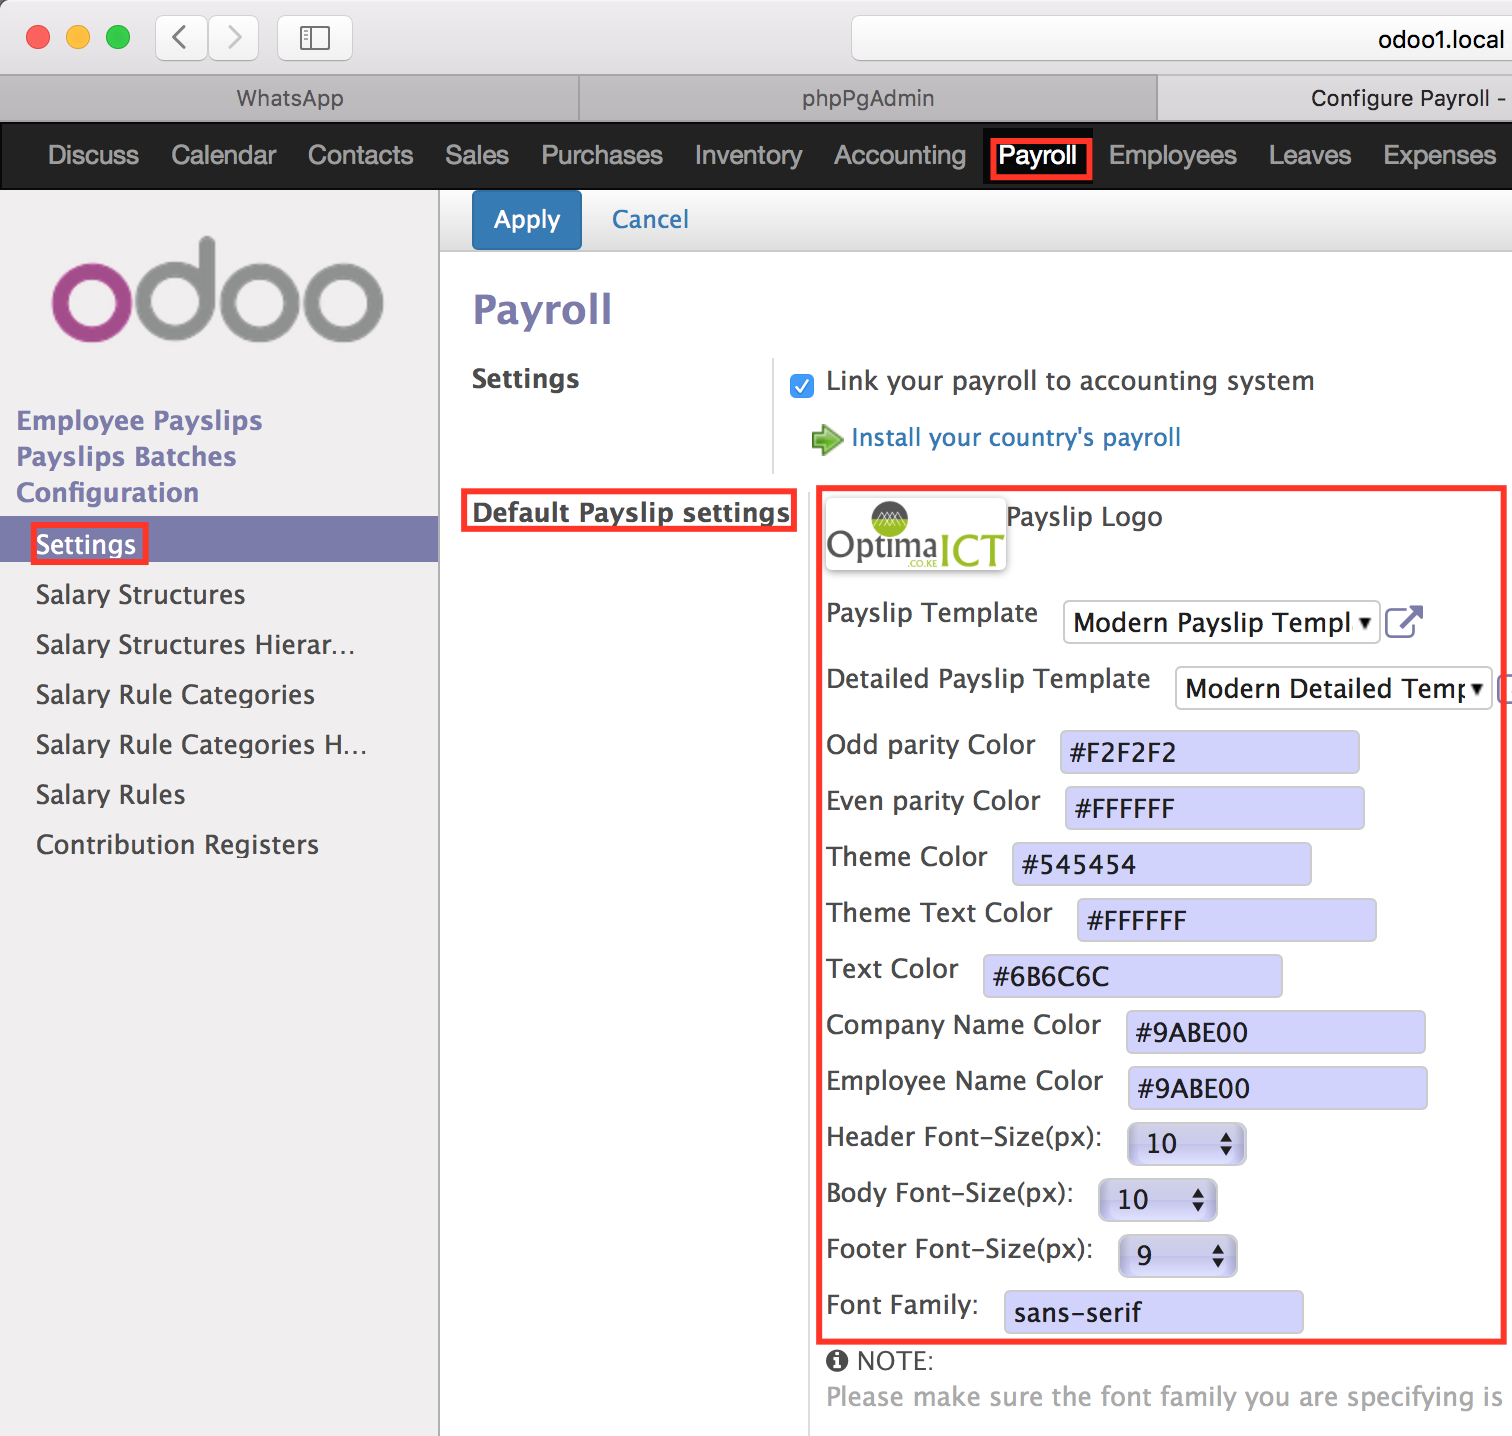 odoo1.local
WhatsApp
phpPgAdmin
Configure Payroll -
Discuss Calendar Contacts Sales Purchases Inventory Accounting Payroll Employees Leaves Expenses
Apply Cancel
odoo
Payroll
Settings
Link your payroll to accounting system
Install your country's payroll
Employee Payslips
Payslips Batches
Configuration
Settings
Salary Structures
Salary Structures Hierar...
Salary Rule Categories
Salary Rule Categories H...
Salary Rules
Contribution Registers
Default Payslip settings
OptimaICT
.CO.KE
Payslip Logo
Payslip Template Modern Payslip Templ
Detailed Payslip Template Modern Detailed Temp
Odd parity Color #F2F2F2
Even parity Color #FFFFFF
Theme Color #545454
Theme Text Color #FFFFFF
Text Color #6B6C6C
Company Name Color #9ABE00
Employee Name Color #9ABE00
Header Font-Size(px): 10
Body Font-Size(px): 10
Footer Font-Size(px): 9
Font Family: sans-serif
NOTE:
Please make sure the font family you are specifying is